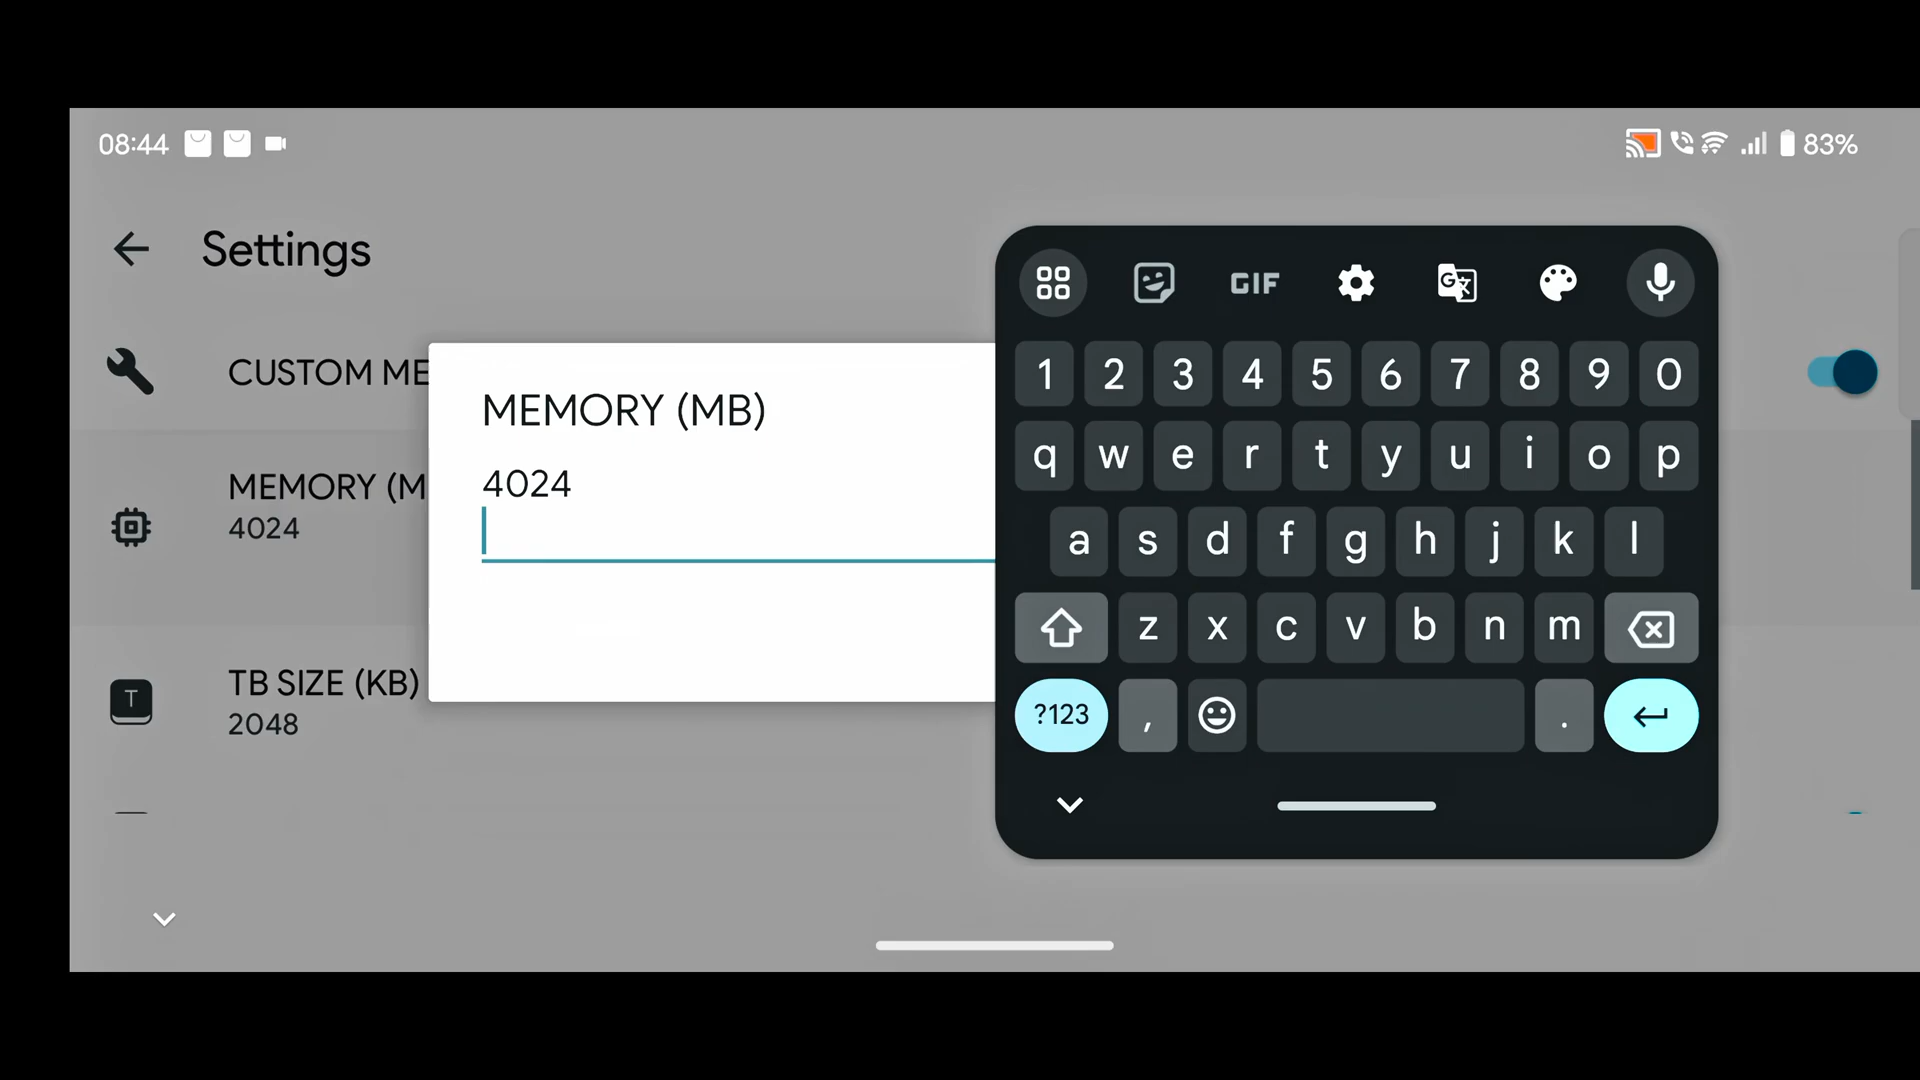 08:44
83%
Settings
CUSTOM ME
MEMORY (M
4024
TB SIZE (KB)
2048
T
MEMORY (MB)
4024
GIF
G
1 2 3 4 5 6 7 8 9 0
q w e r t y u i o p
a s d f g h j k l
z x c v b n m
?123 , .